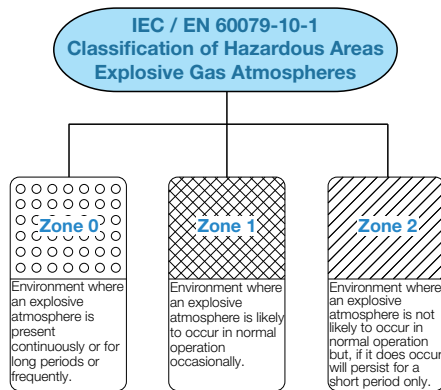 IEC / EN 60079-10-1
Classification of Hazardous Areas
Explosive Gas Atmospheres
Zone 0
Environment where
an explosive
atmosphere is
present
continuously or for
long periods or
frequently.
Zone 1
Environment where
an explosive
atmosphere is likely
to occur in normal
operation
occasionally.
Zone 2
Environment where
an explosive
atmosphere is not
likely to occur in
normal operation
but, if it does occur
will persist for a
short period only.